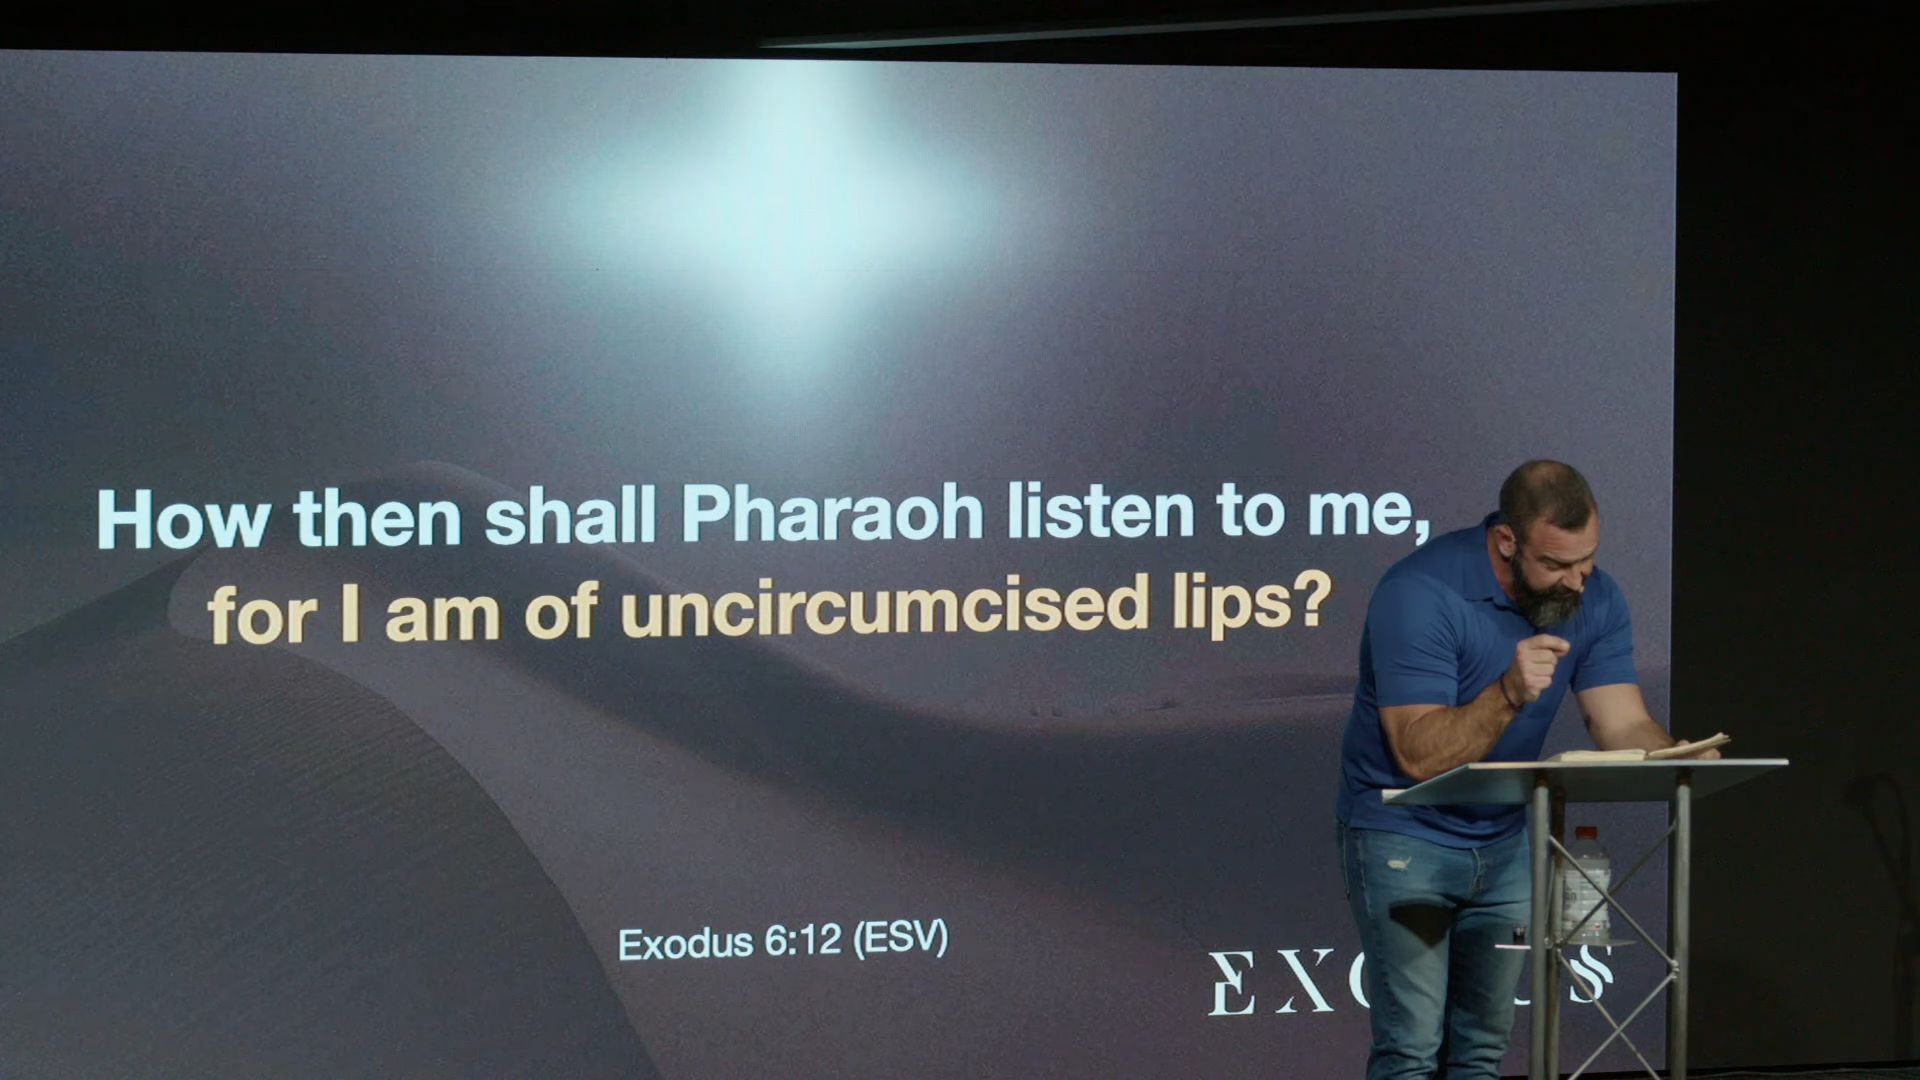 How then shall Pharaoh listen to me,
for I am of uncircumcised lips?
Exodus 6:12 (ESV)